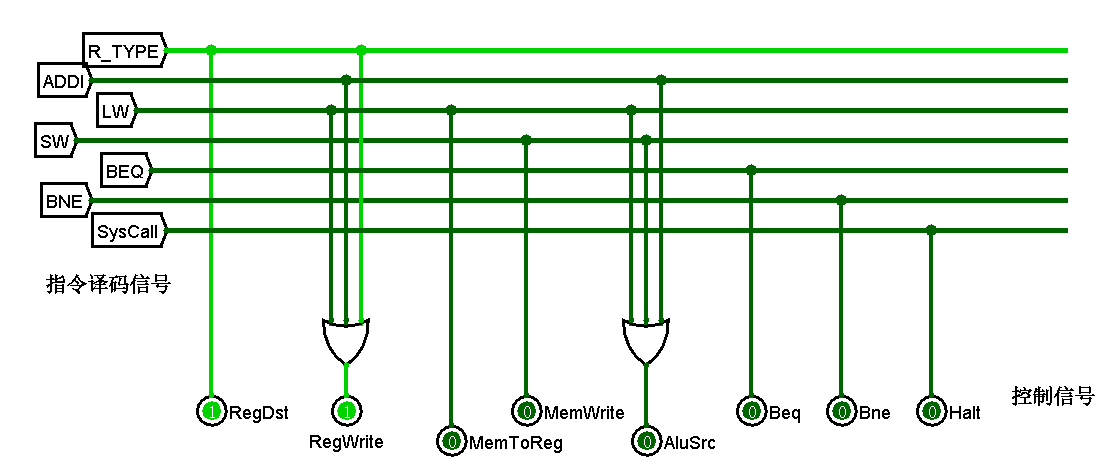 R_TYPE
ADDI
LW
SW
BEQ
BNE
SysCall
指令译码信号
控制信号
1 RegDst
1
RegWrite
0 MemToReg
0 MemWrite
0 AluSrc
0 Beq
0 Bne
0 Halt